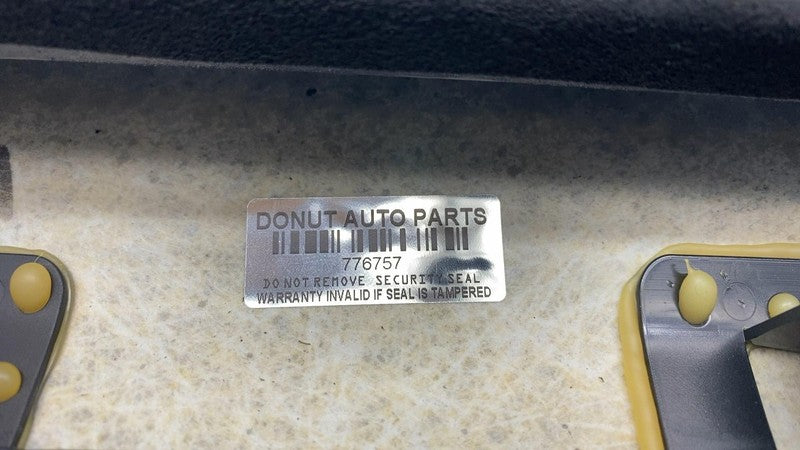 DONUT AUTO PARTS
776757
DO NOT REMOVE SECURITY SEAL
WARRANTY INVALID IF SEAL IS TAMPERED